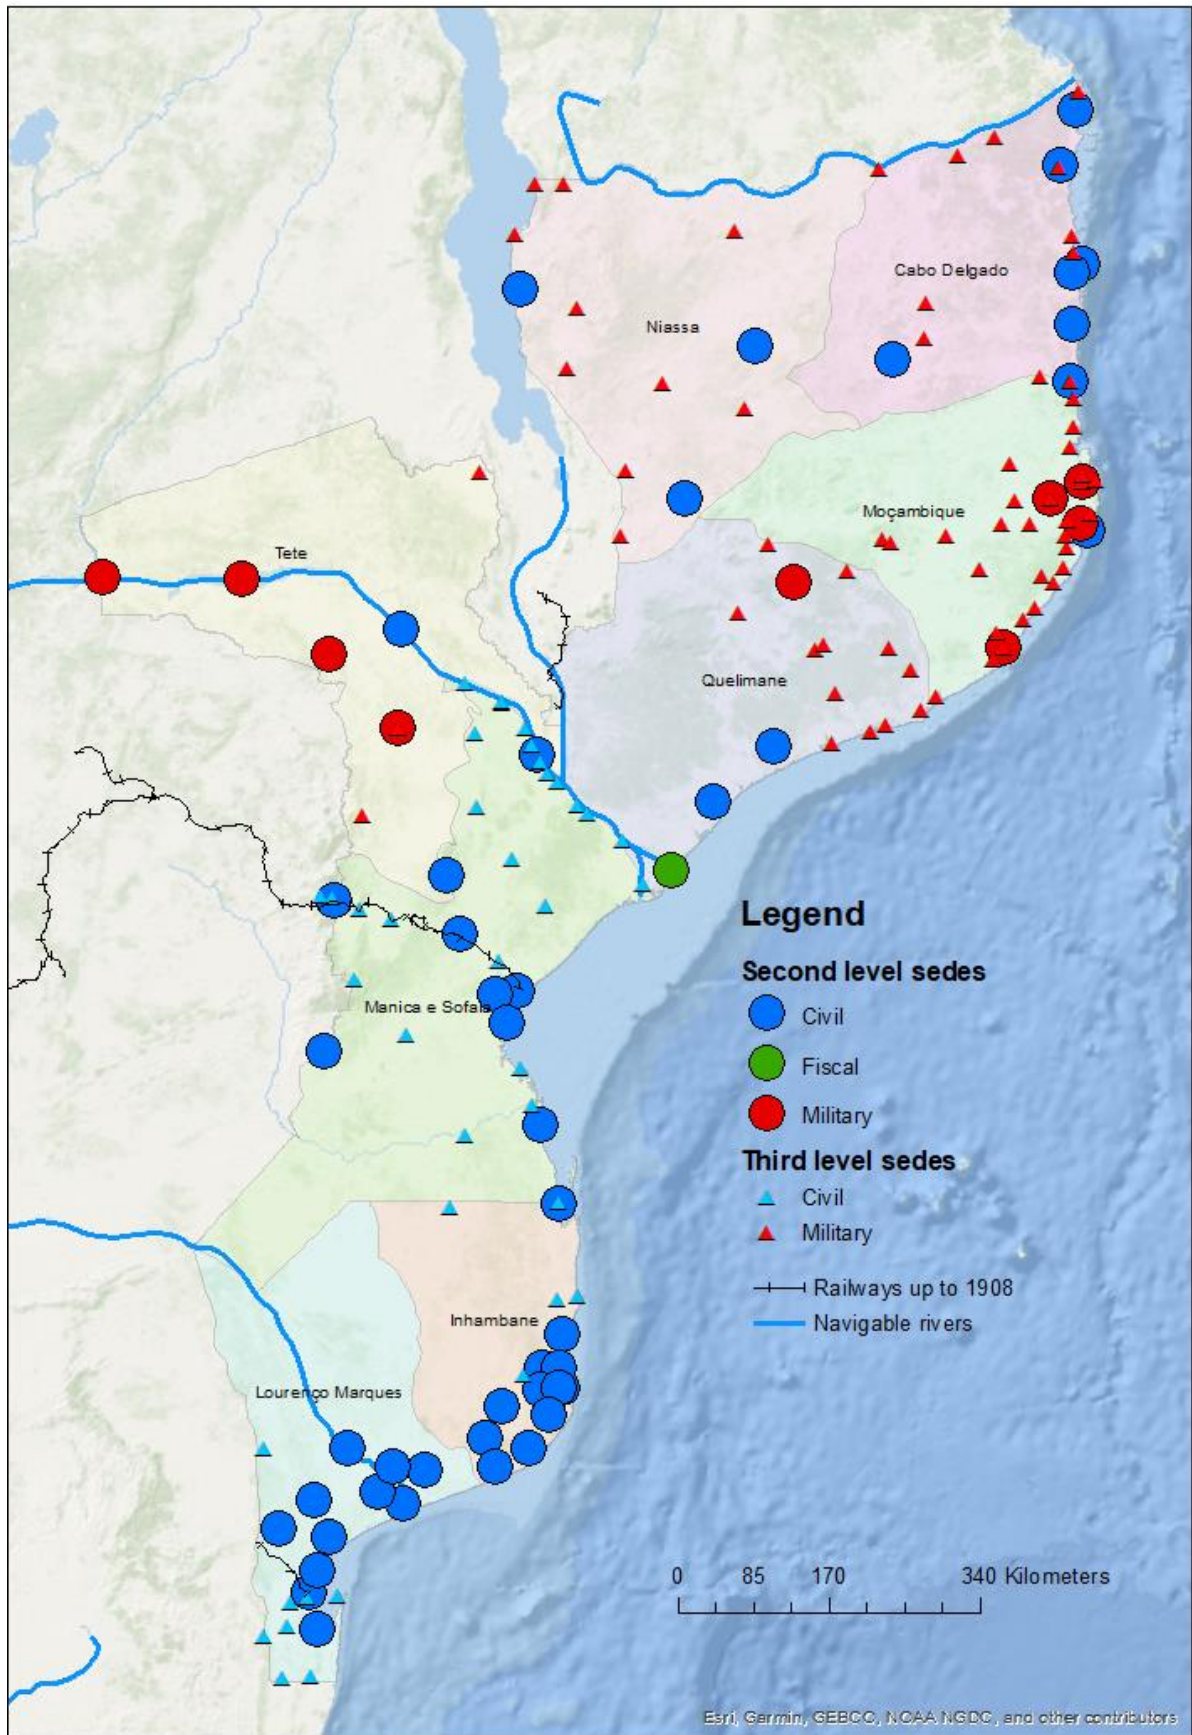 Cabo Delgado
Niassa
Moçambique
Tete
Quelimane
Legend
Second level sedes
Civil
Manica e Sofala
Fiscal
Military
Third level sedes
Civil
Military
Railways up to 1908
Inhambane
Navigable rivers
Lourenço Marques
0 85 170 340 Kilometers
Esri, Garmin, GEBCO, NOAA NGDC, and other contributors